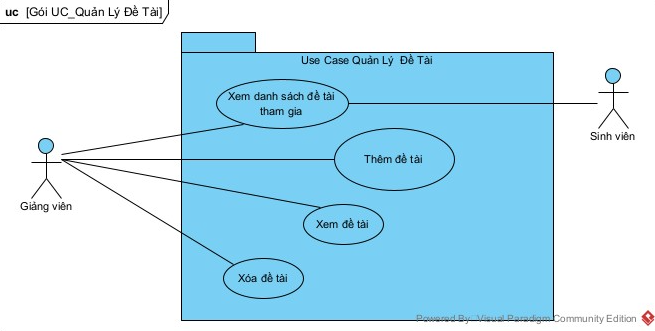 uc [Gói UC_Quản Lý Đề Tài]
Use Case Quản Lý Đề Tài
Xem danh sách đề tài
tham gia
Sinh viên
Thêm đề tài
Giảng viên
Xem đề tài
Xóa đề tài
Powered By Visual Paradigm Community Edition